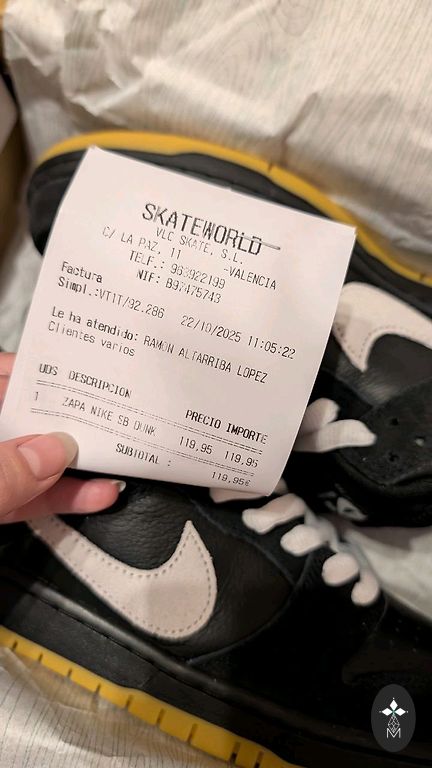 SKATEWORLD
VLC SKATE, S.L.
C/ LA PAZ, 11 -VALENCIA
TELF.: 963922199
NIF: B97475743
Factura
Simpl.:VT1T/92.286 22/10/2025 11:05:22
Le ha atendido: RAMON ALTARRIBA LOPEZ
Clientes varios
UDS DESCRIPCION PRECIO IMPORTE
1 ZAPA NIKE SB DUNK 119,95 119,95
SUBTOTAL : 119,95€
M